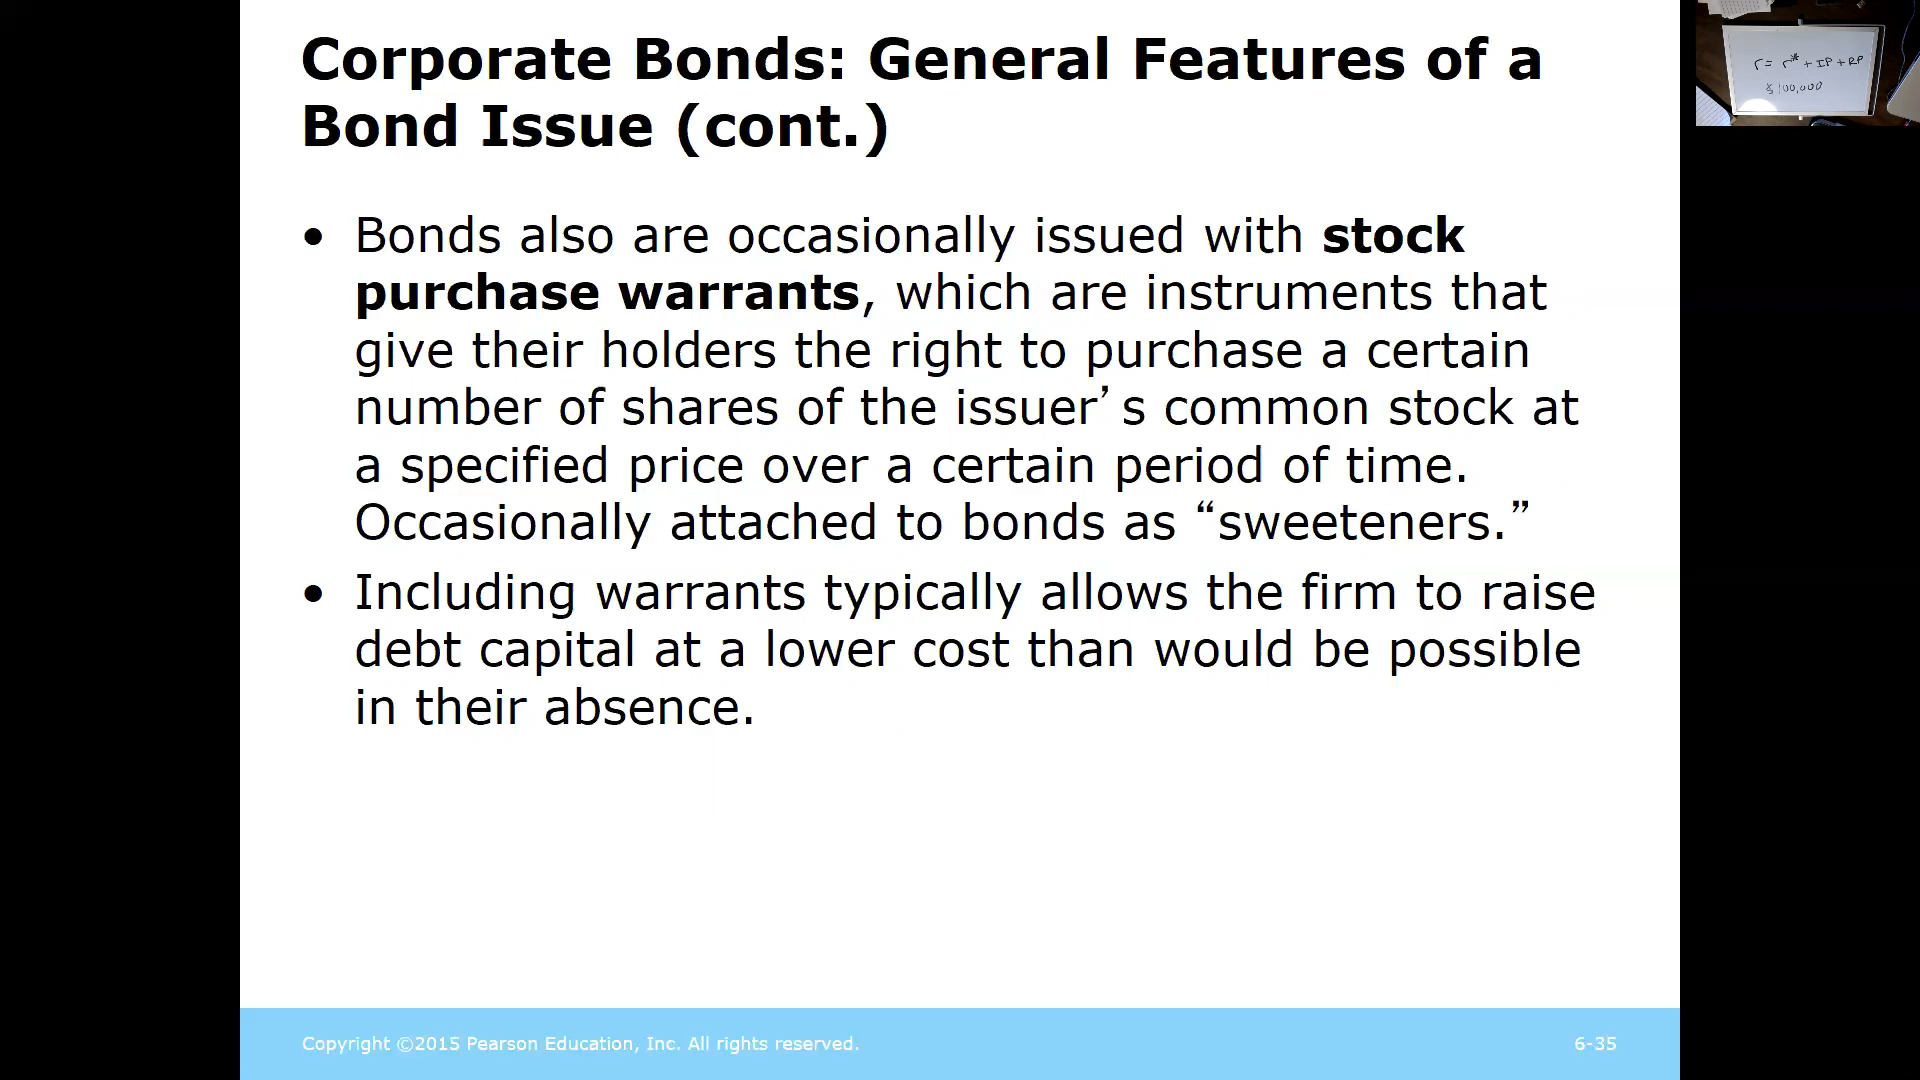 Corporate Bonds: General Features of a
Bond Issue (cont.)
• Bonds also are occasionally issued with stock
purchase warrants, which are instruments that
give their holders the right to purchase a certain
number of shares of the issuer’s common stock at
a specified price over a certain period of time.
Occasionally attached to bonds as “sweeteners.”
• Including warrants typically allows the firm to raise
debt capital at a lower cost than would be possible
in their absence.
Copyright ©2015 Pearson Education, Inc. All rights reserved.
6-35
r= r* + IP + RP
$100,000